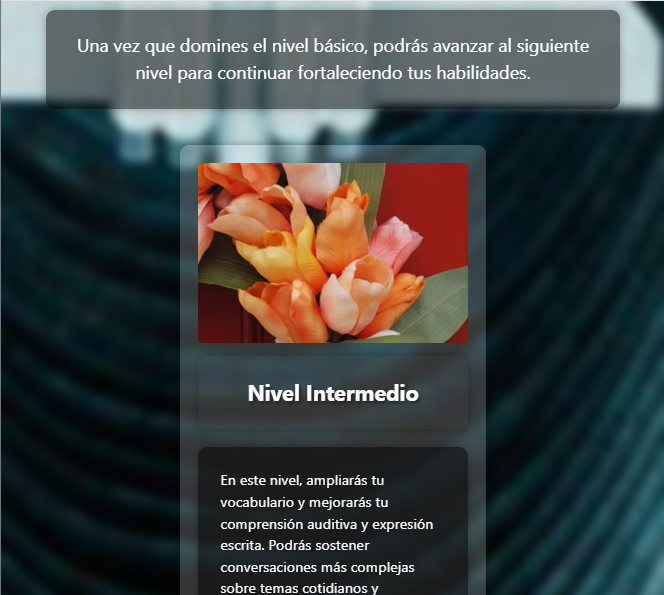 Una vez que domines el nivel básico, podrás avanzar al siguiente
nivel para continuar fortaleciendo tus habilidades.
Nivel Intermedio
En este nivel, ampliarás tu
vocabulario y mejorarás tu
comprensión auditiva y expresión
escrita. Podrás sostener
conversaciones más complejas
sobre temas cotidianos y